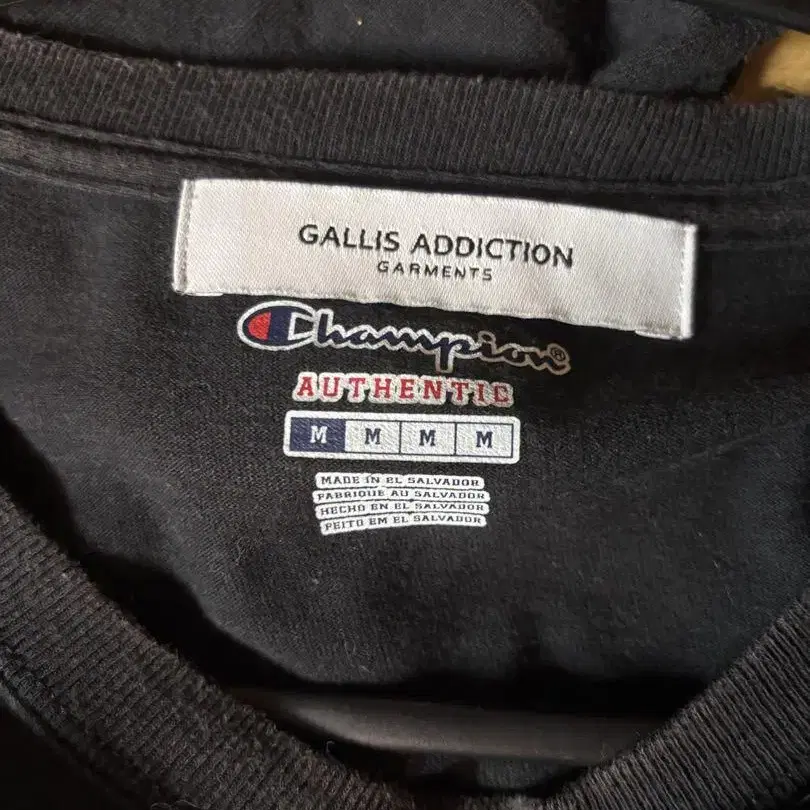 GALLIS ADDICTION
GARMENTS
Champion®
AUTHENTIC
M M M M
MADE IN EL SALVADOR
FABRIQUE AU SALVADOR
HECHO EN EL SALVADOR
FEITO EM EL SALVADOR